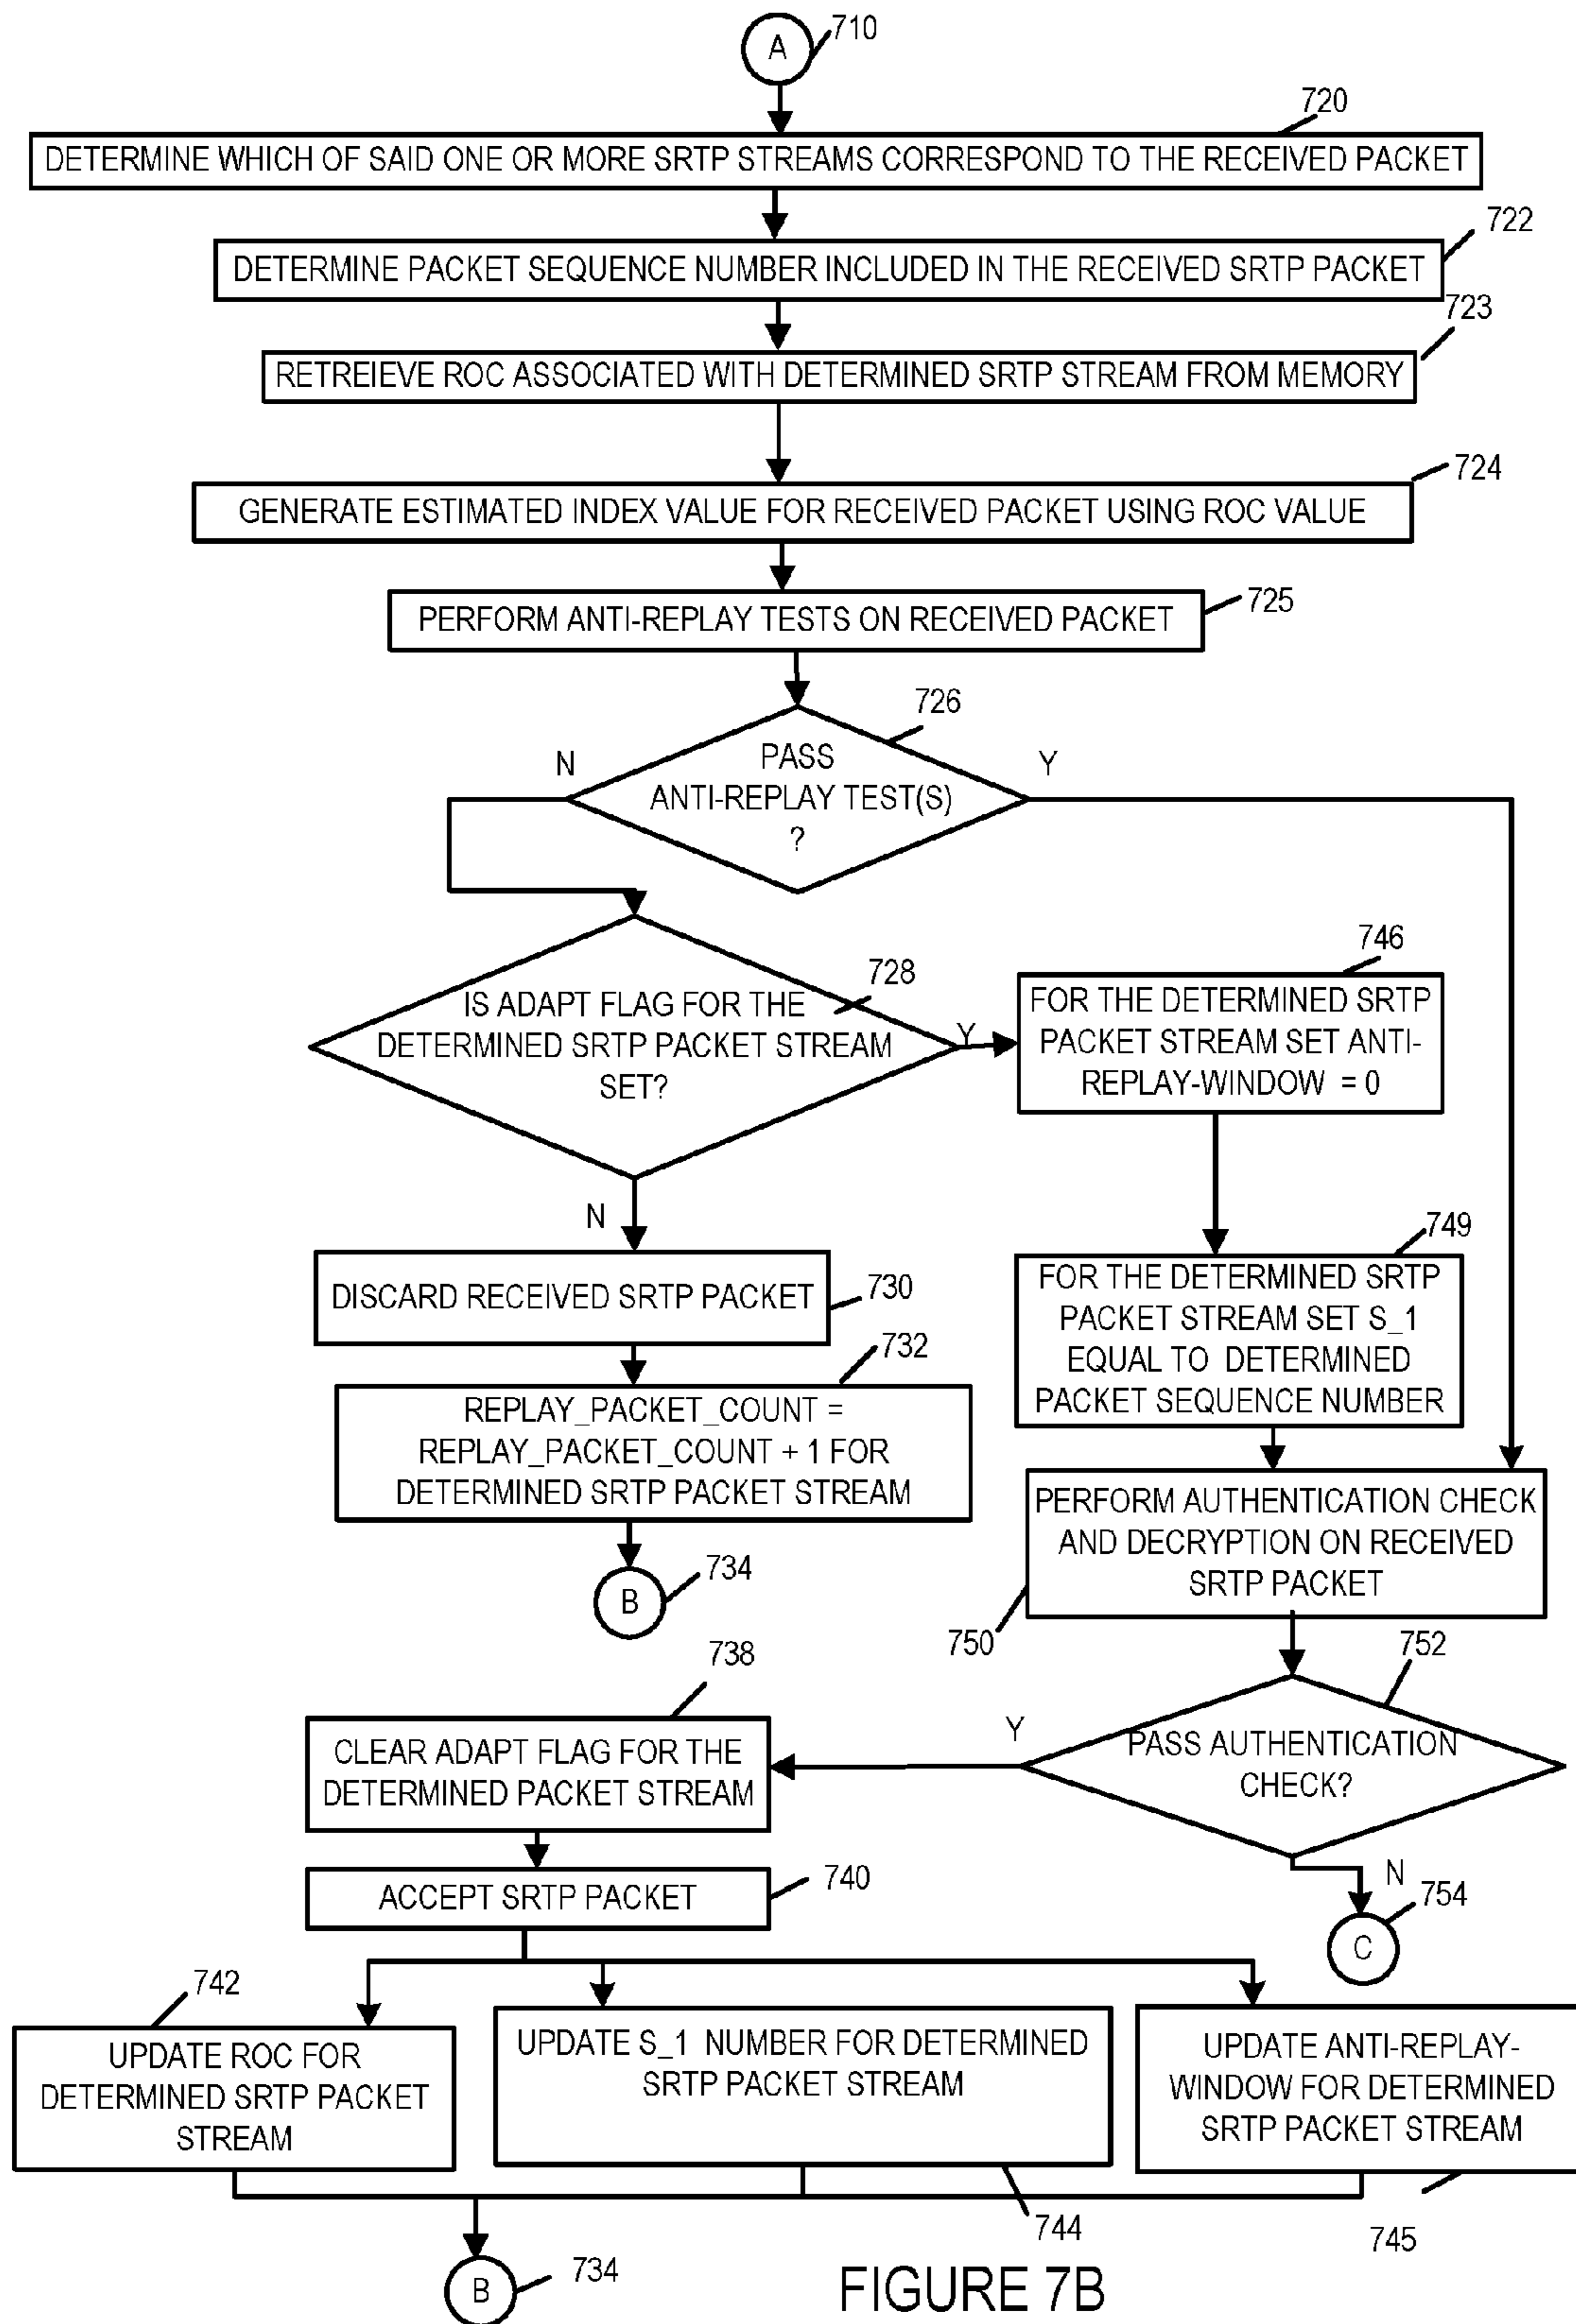 A
710
720
DETERMINE WHICH OF SAID ONE OR MORE SRTP STREAMS CORRESPOND TO THE RECEIVED PACKET
722
DETERMINE PACKET SEQUENCE NUMBER INCLUDED IN THE RECEIVED SRTP PACKET
723
RETREIEVE ROC ASSOCIATED WITH DETERMINED SRTP STREAM FROM MEMORY
724
GENERATE ESTIMATED INDEX VALUE FOR RECEIVED PACKET USING ROC VALUE
725
PERFORM ANTI-REPLAY TESTS ON RECEIVED PACKET
726
N
PASS
Y
ANTI-REPLAY TEST(S)
?
728
IS ADAPT FLAG FOR THE
DETERMINED SRTP PACKET STREAM
SET?
Y
746
FOR THE DETERMINED SRTP
PACKET STREAM SET ANTI-
REPLAY-WINDOW = 0
N
749
FOR THE DETERMINED SRTP
PACKET STREAM SET S_1
EQUAL TO DETERMINED
PACKET SEQUENCE NUMBER
DISCARD RECEIVED SRTP PACKET
730
732
REPLAY_PACKET_COUNT =
REPLAY_PACKET_COUNT + 1 FOR
DETERMINED SRTP PACKET STREAM
B
734
PERFORM AUTHENTICATION CHECK
AND DECRYPTION ON RECEIVED
SRTP PACKET
750
752
PASS AUTHENTICATION
CHECK?
Y
N
754
C
738
CLEAR ADAPT FLAG FOR THE
DETERMINED PACKET STREAM
ACCEPT SRTP PACKET
740
742
UPDATE ROC FOR
DETERMINED SRTP PACKET
STREAM
UPDATE S_1 NUMBER FOR DETERMINED
SRTP PACKET STREAM
744
UPDATE ANTI-REPLAY-
WINDOW FOR DETERMINED
SRTP PACKET STREAM
745
B
734
FIGURE 7B